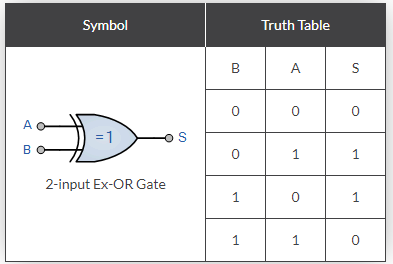 Symbol Truth Table
B A S
0 0 0
A
=1 S
B
0 1 1
2-input Ex-OR Gate
1 0 1
1 1 0